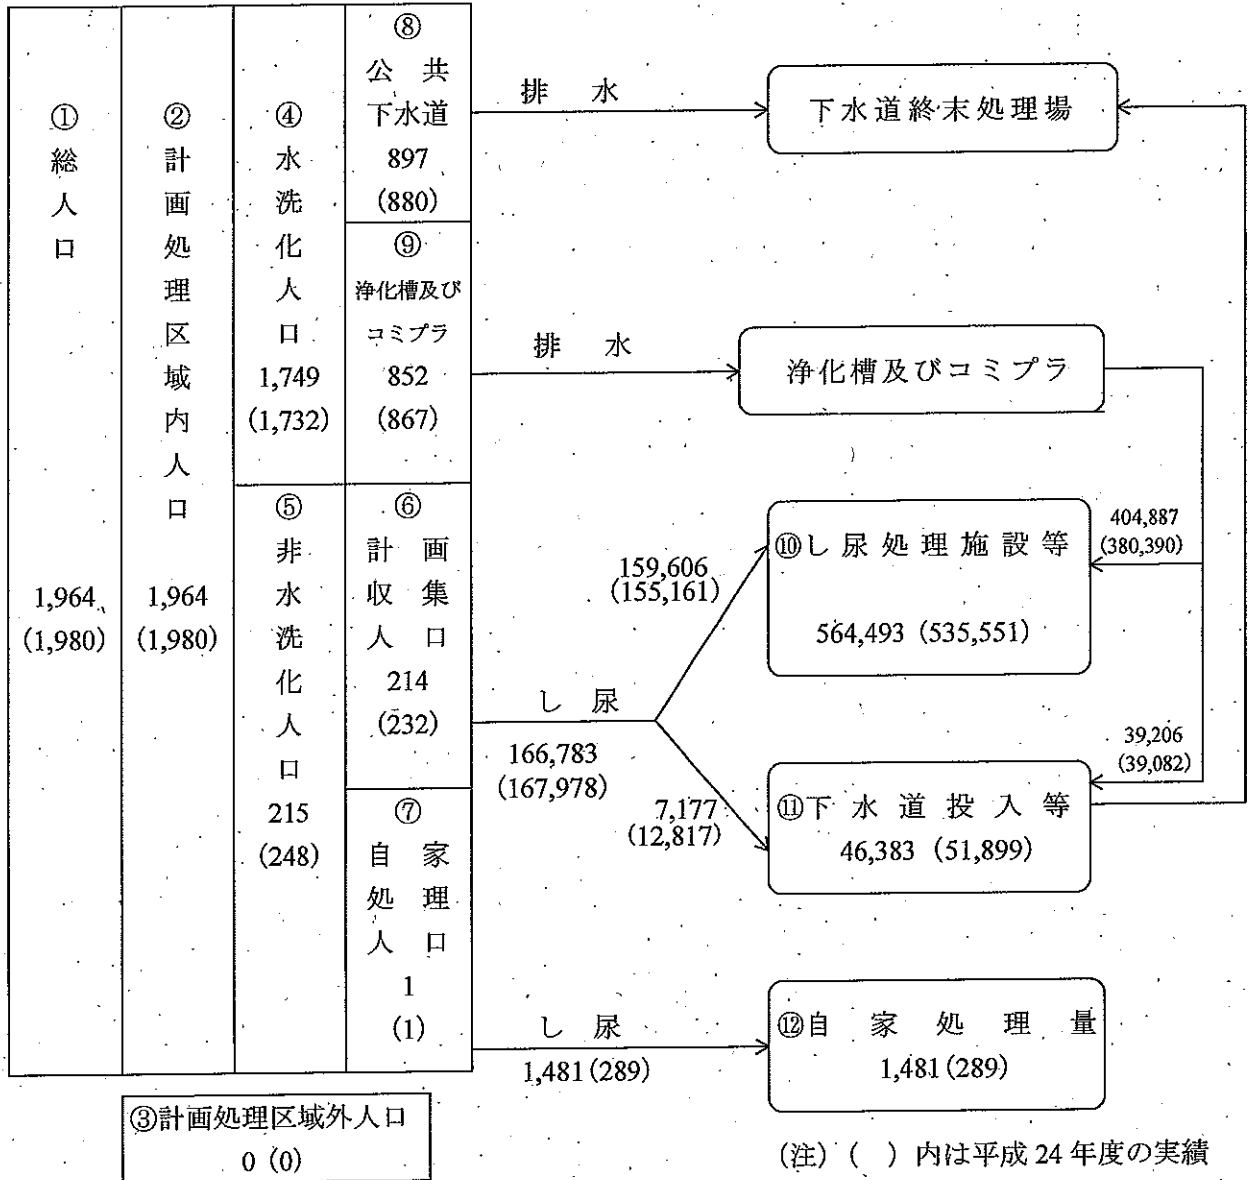 ①総人口
1,964
(1,980)
②計画処理区域内人口
1,964
(1,980)
④水洗化人口
1,749
(1,732)
⑧
公共
下水道
897
(880)
⑨
浄化槽及び
コミプラ
852
(867)
⑤非水洗化人口
215
(248)
⑥
計画
収集
人口
214
(232)
⑦
自家
処理
人口
1
(1)
③計画処理区域外人口
0 (0)
排水
下水道終末処理場
排水
浄化槽及びコミプラ
404,887
(380,390)
⑩し尿処理施設等
564,493 (535,551)
159,606
(155,161)
し尿
166,783
(167,978)
7,177
(12,817)
39,206
(39,082)
⑪下水道投入等
46,383 (51,899)
し尿
1,481(289)
⑫自家処理量
1,481(289)
(注) ( ) 内は平成24年度の実績